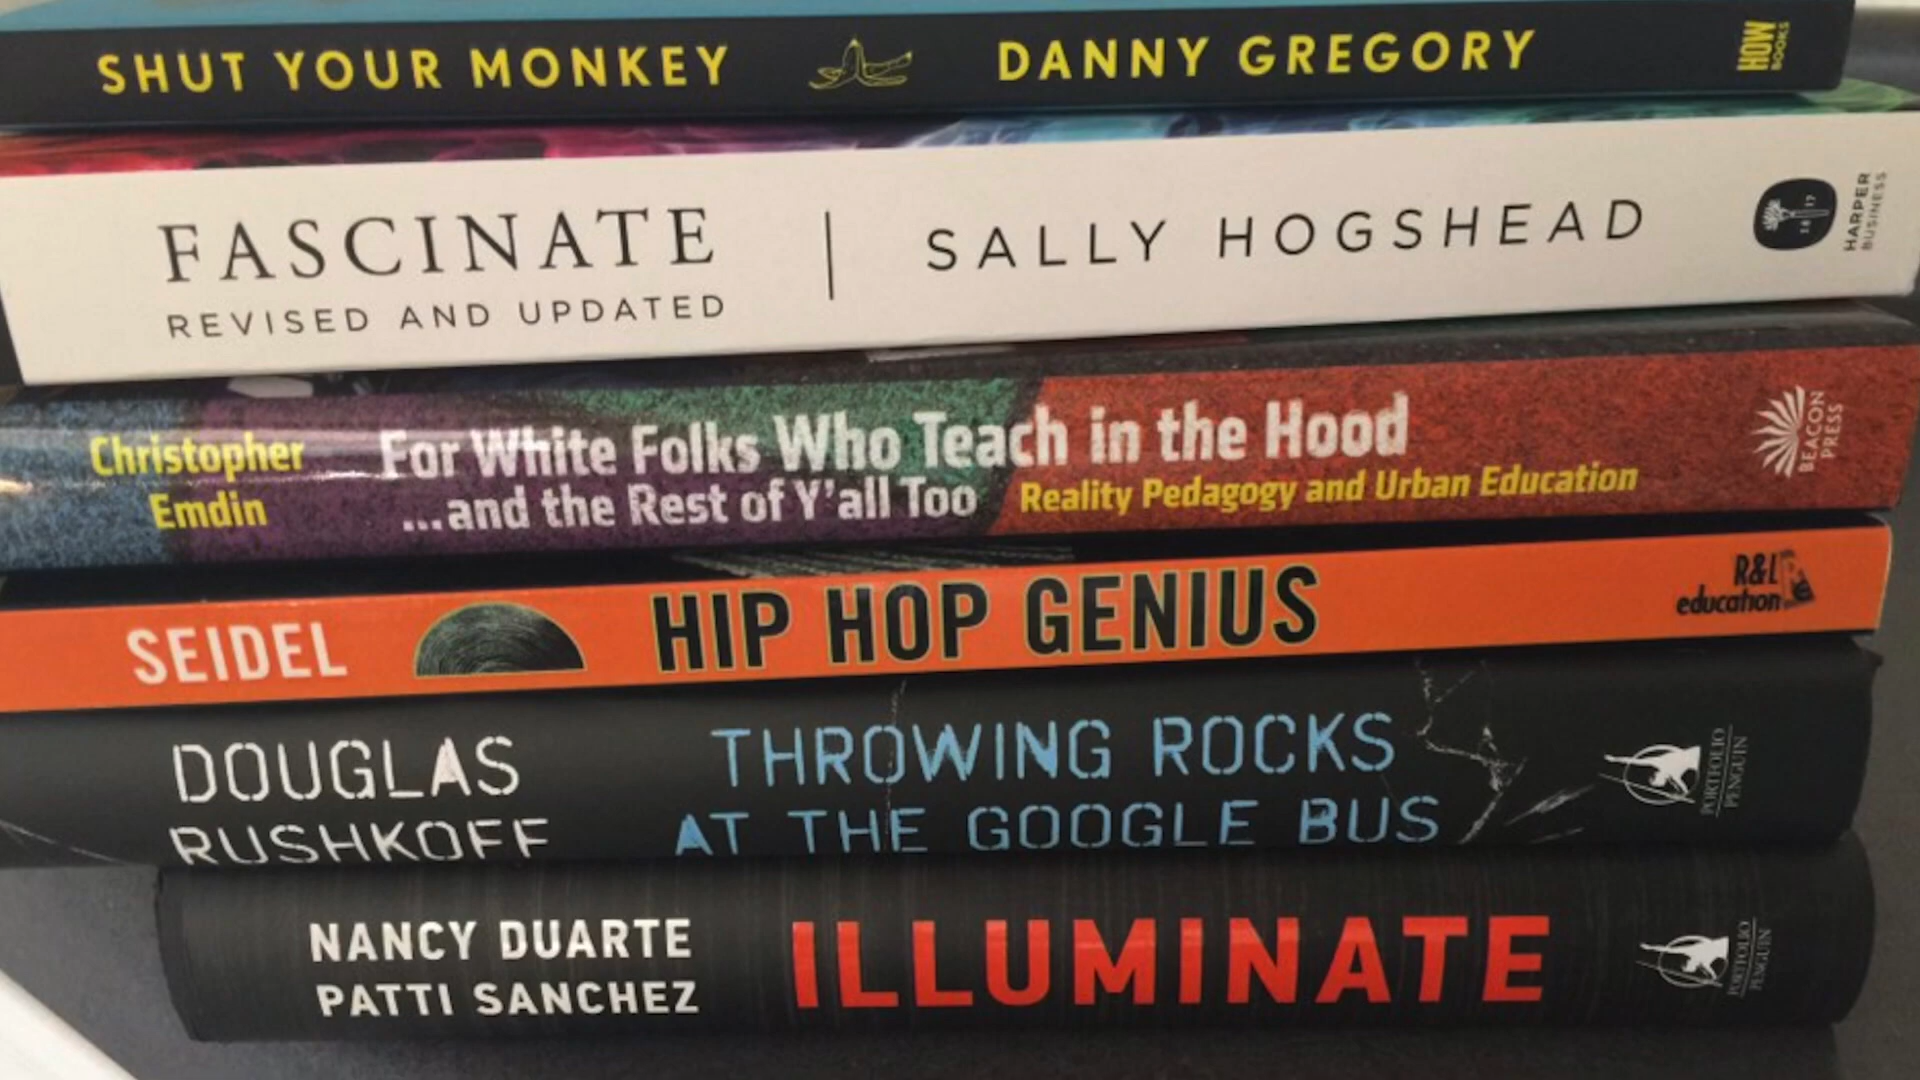 SHUT YOUR MONKEY DANNY GREGORY HOW BOOKS
FASCINATE | SALLY HOGSHEAD
REVISED AND UPDATED
1817
HARPER
BUSINESS
Christopher Emdin
For White Folks Who Teach in the Hood
...and the Rest of Y'all Too Reality Pedagogy and Urban Education
BEACON
PRESS
SEIDEL HIP HOP GENIUS
R&L
education
DOUGLAS RUSHKOFF
THROWING ROCKS
AT THE GOOGLE BUS
PORTFOLIO
PENGUIN
NANCY DUARTE
PATTI SANCHEZ
ILLUMINATE
PORTFOLIO
PENGUIN